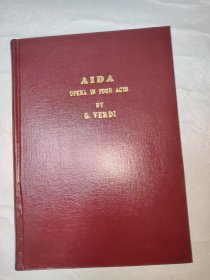 AIDA
OPERA IN FOUR ACTS
BY
G. VERDI